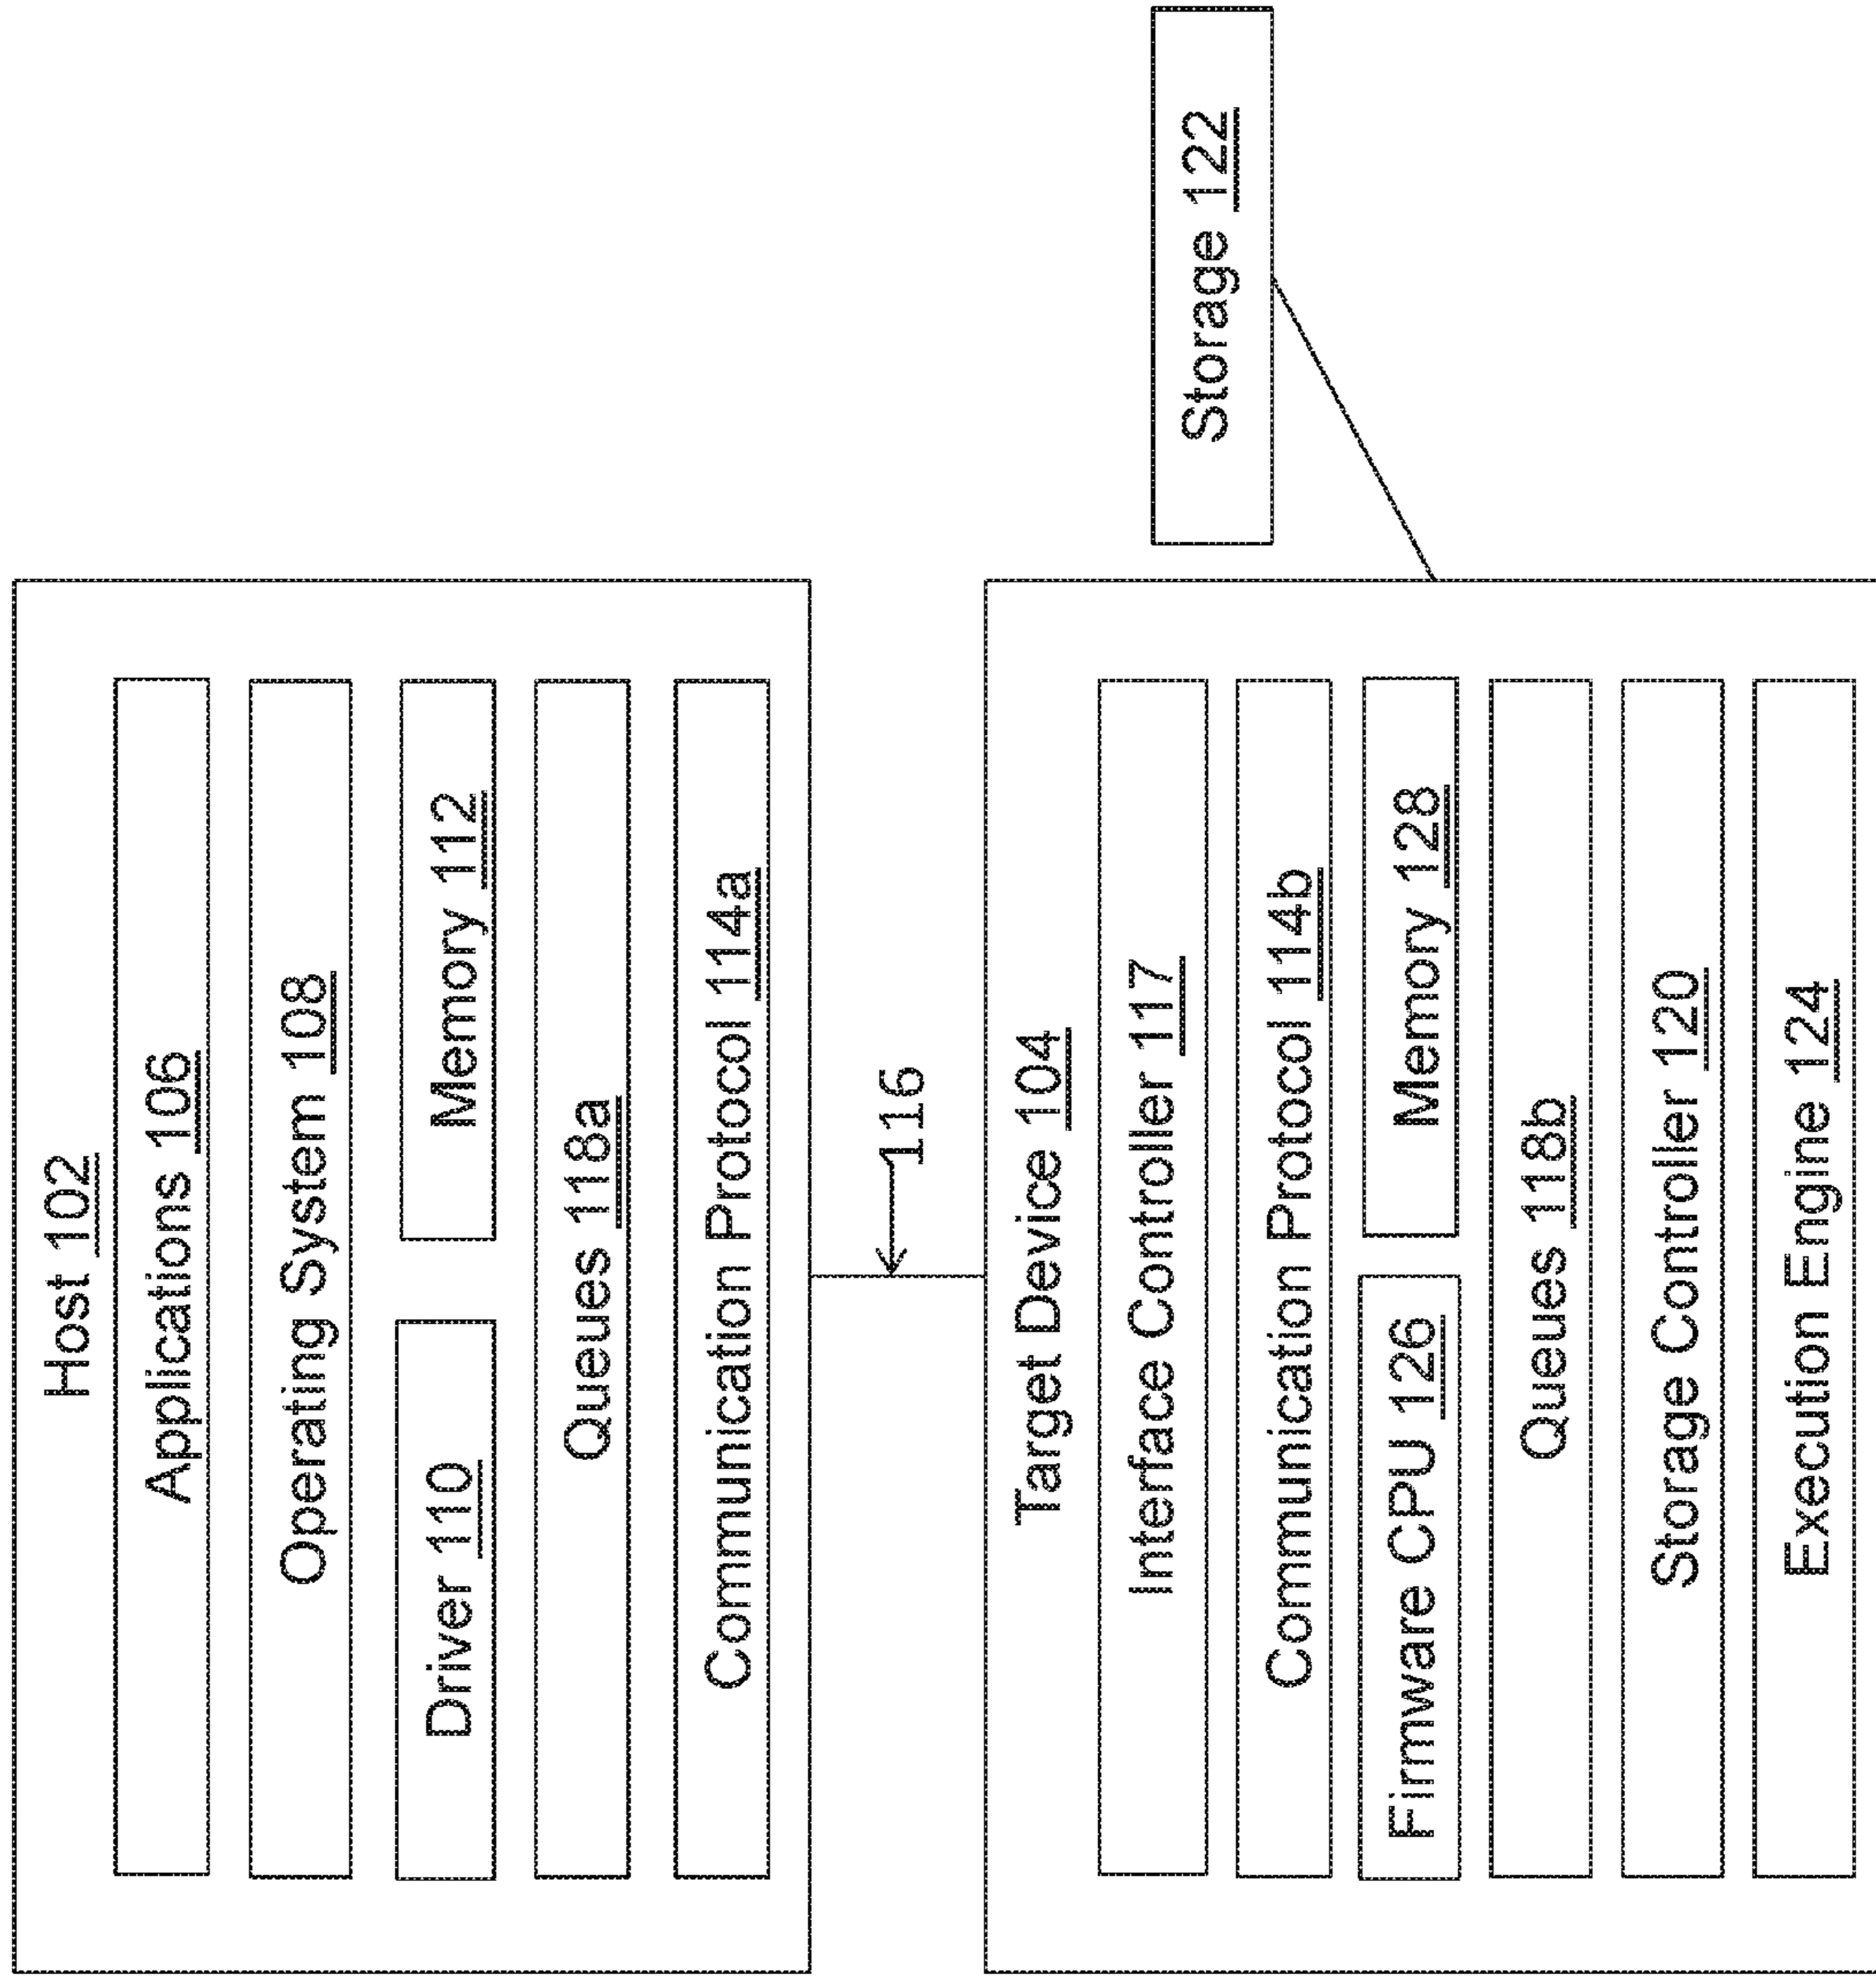 Host 102
Applications 106
Operating System 108
Driver 110
Memory 112
Queues 118a
Communication Protocol 114a
116
Target Device 104
Interface Controller 117
Communication Protocol 114b
Firmware CPU 126
Memory 128
Queues 118b
Storage Controller 120
Execution Engine 124
Storage 122